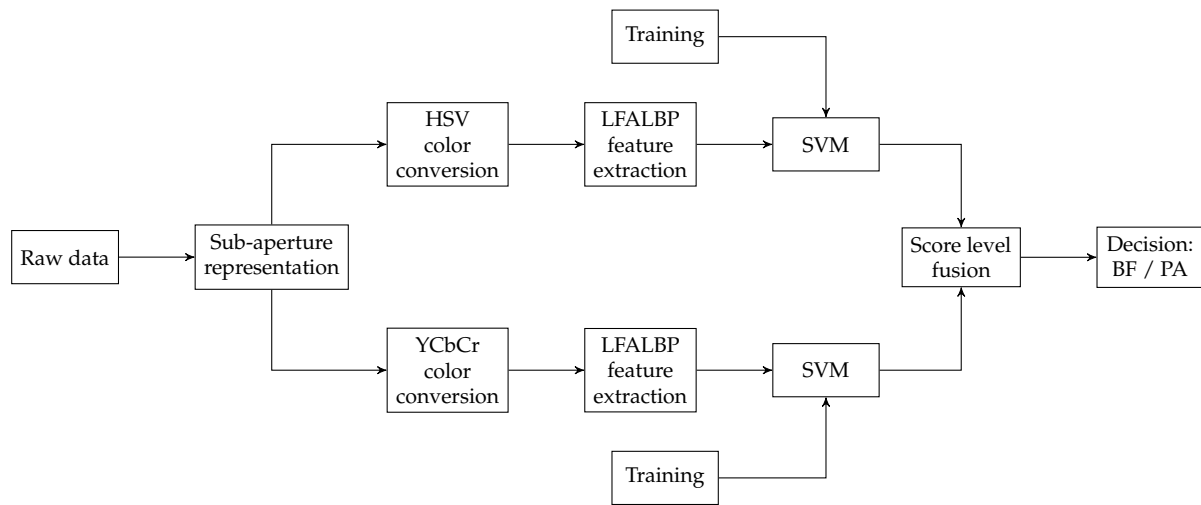 Training
HSV
color
conversion
LFALBP
feature
extraction
SVM
Raw data
Sub-aperture
representation
Score level
fusion
Decision:
BF / PA
YCbCr
color
conversion
LFALBP
feature
extraction
SVM
Training